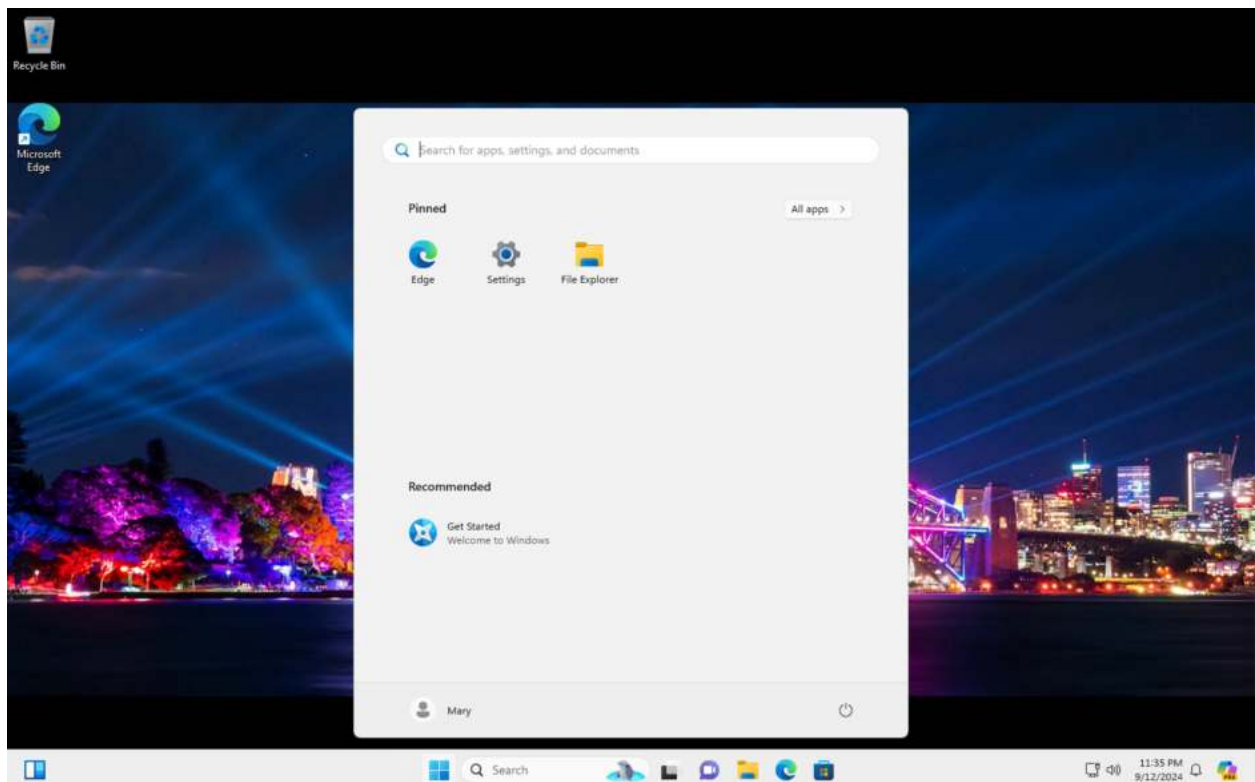 Recycle Bin
Microsoft
Edge
Search for apps, settings, and documents
Pinned
All apps
Edge
Settings
File Explorer
Recommended
Get Started
Welcome to Windows
Mary
Search
11:35 PM
9/12/2024